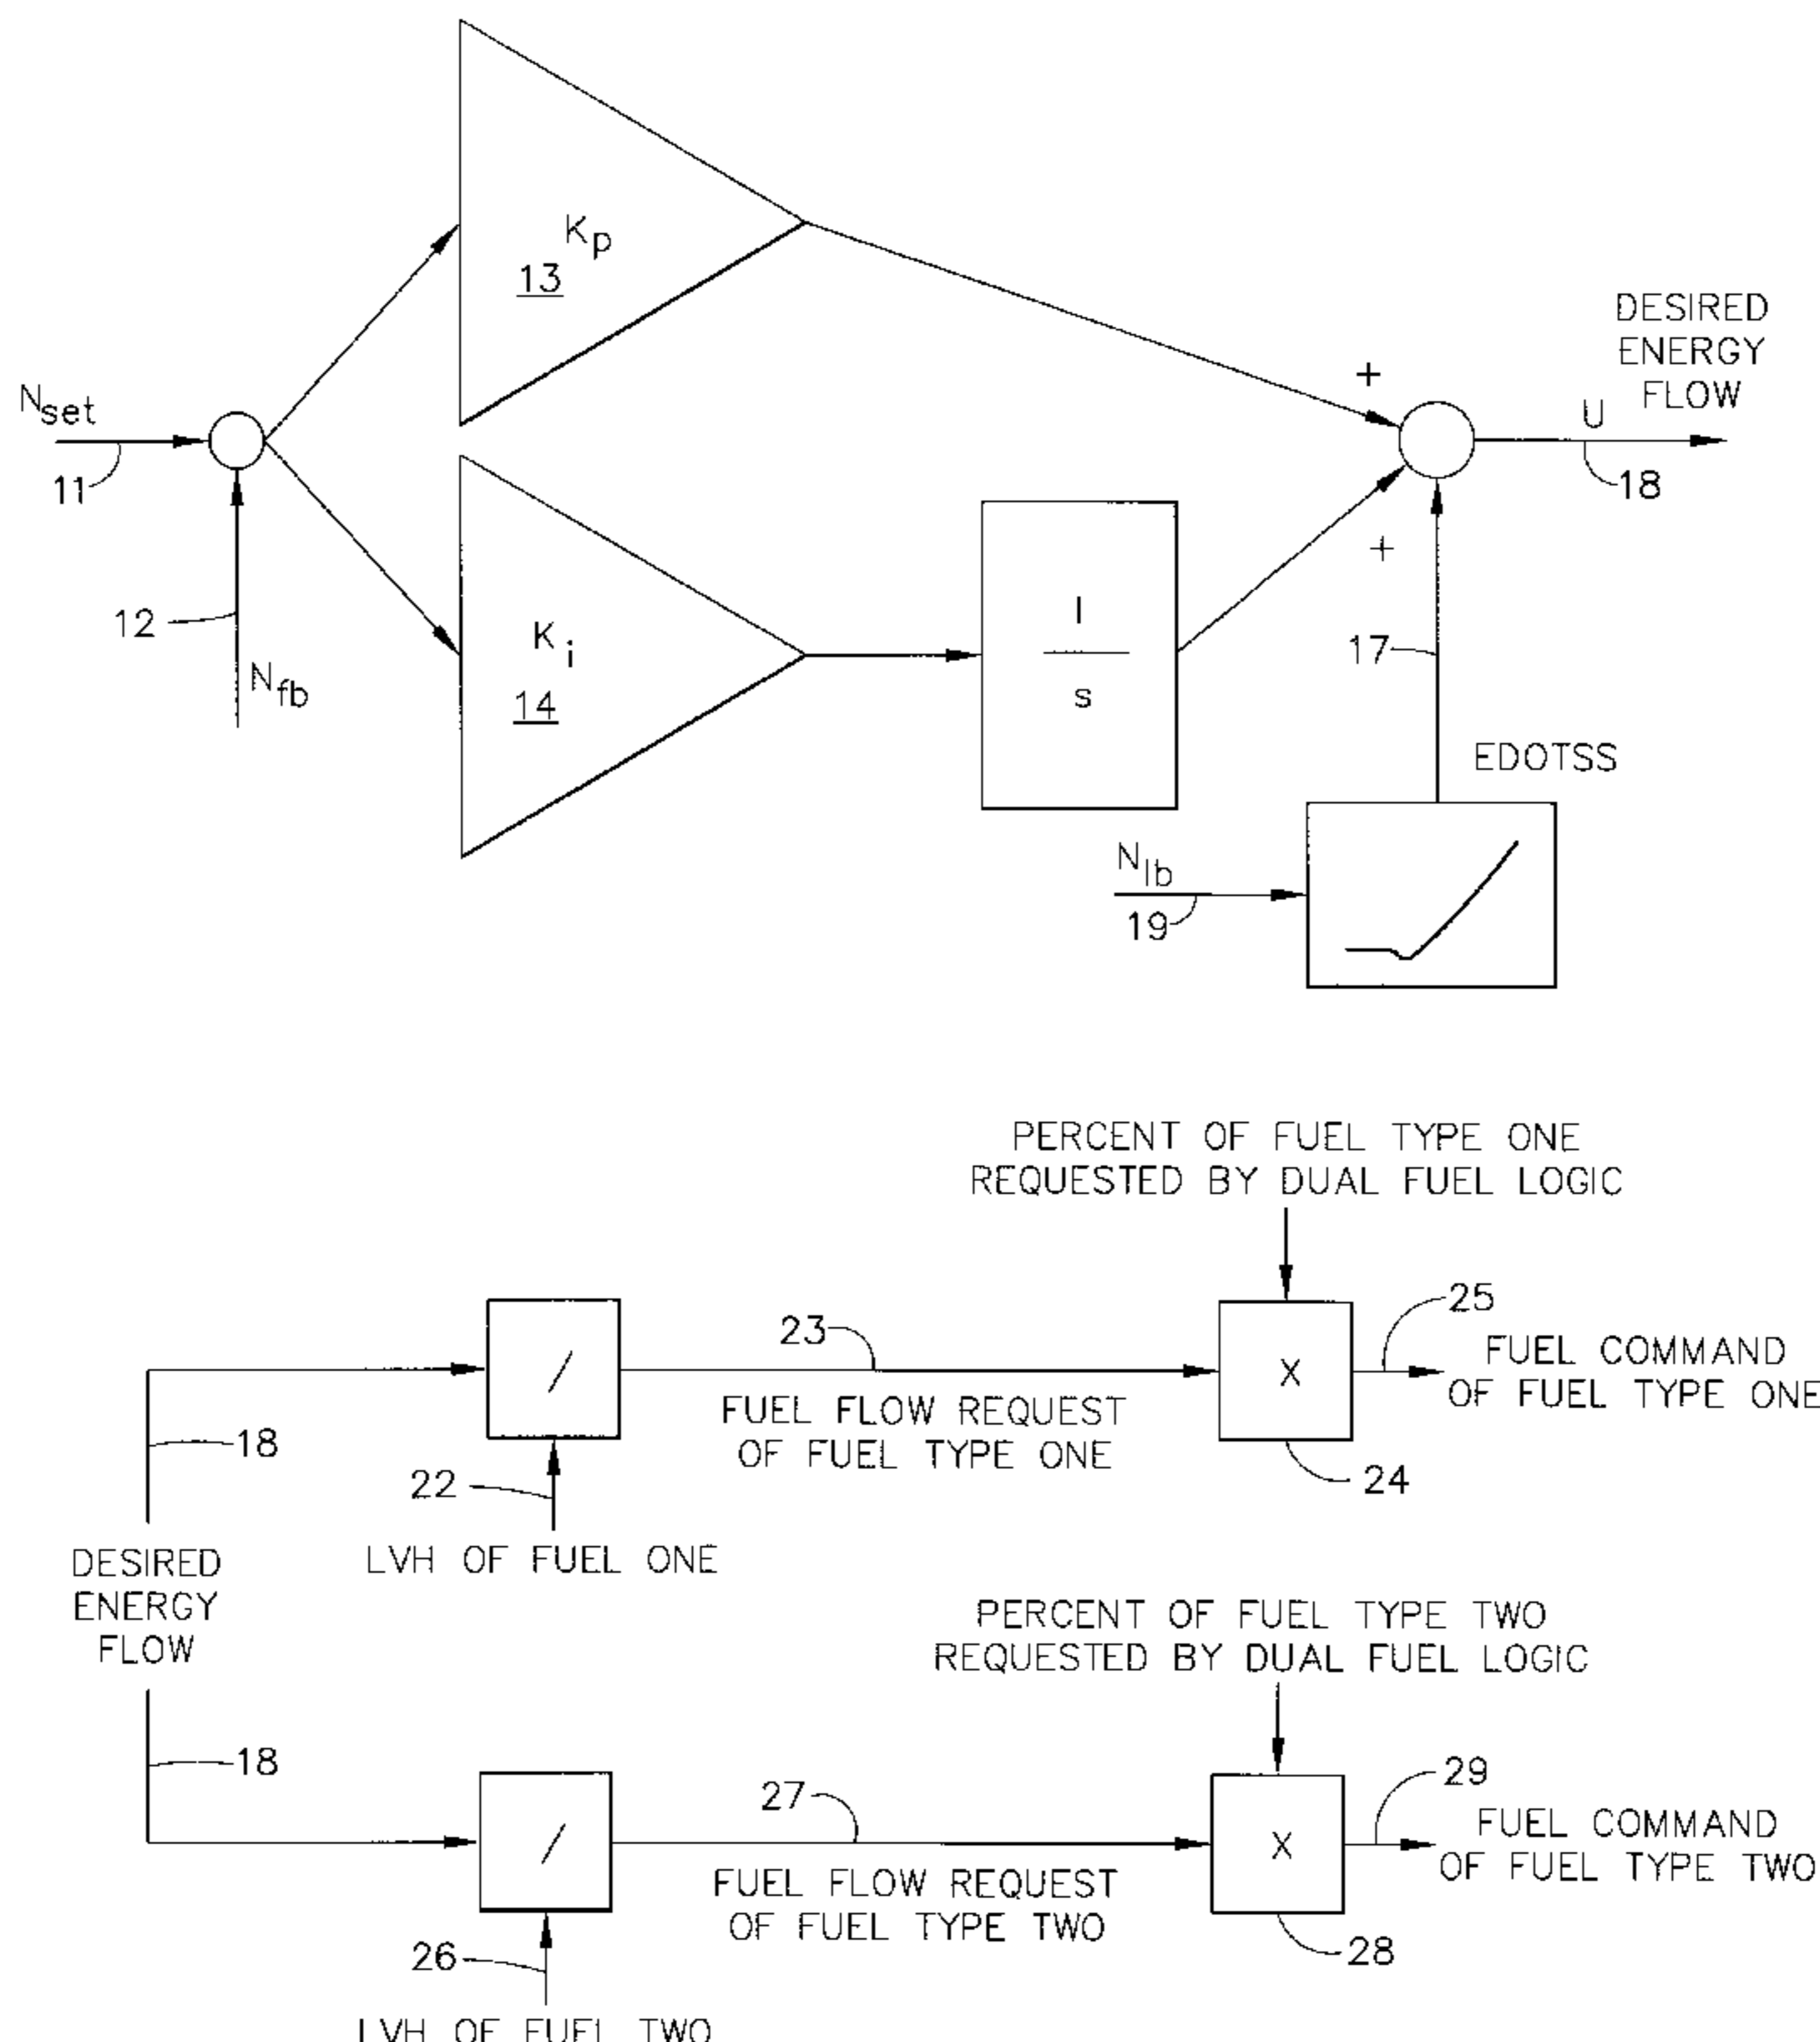 Kp
13
DESIRED
ENERGY
FLOW
Nset
11
+
U
18
12
Nfb
Ki
14
I
s
+
17
EDOTSS
Nlb
19
PERCENT OF FUEL TYPE ONE
REQUESTED BY DUAL FUEL LOGIC
23
/
X
25
FUEL COMMAND
OF FUEL TYPE ONE
FUEL FLOW REQUEST
OF FUEL TYPE ONE
18
22
24
LVH OF FUEL ONE
DESIRED
ENERGY
FLOW
PERCENT OF FUEL TYPE TWO
REQUESTED BY DUAL FUEL LOGIC
18
27
/
X
29
FUEL COMMAND
OF FUEL TYPE TWO
FUEL FLOW REQUEST
OF FUEL TYPE TWO
26
28
LVH OF FUEL TWO